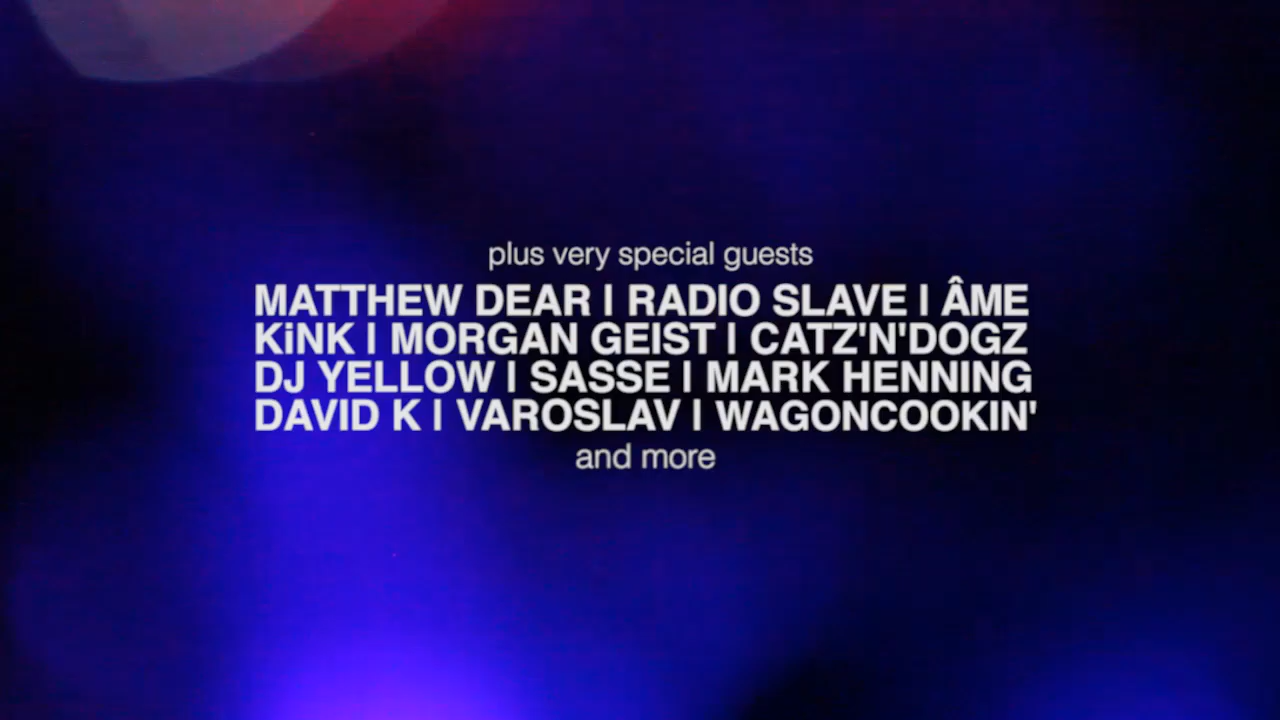 plus very special guests
MATTHEW DEAR | RADIO SLAVE | ÂME
KiNK | MORGAN GEIST | CATZ'N'DOGZ
DJ YELLOW | SASSE | MARK HENNING
DAVID K | VAROSLAV | WAGONCOOKIN'
and more